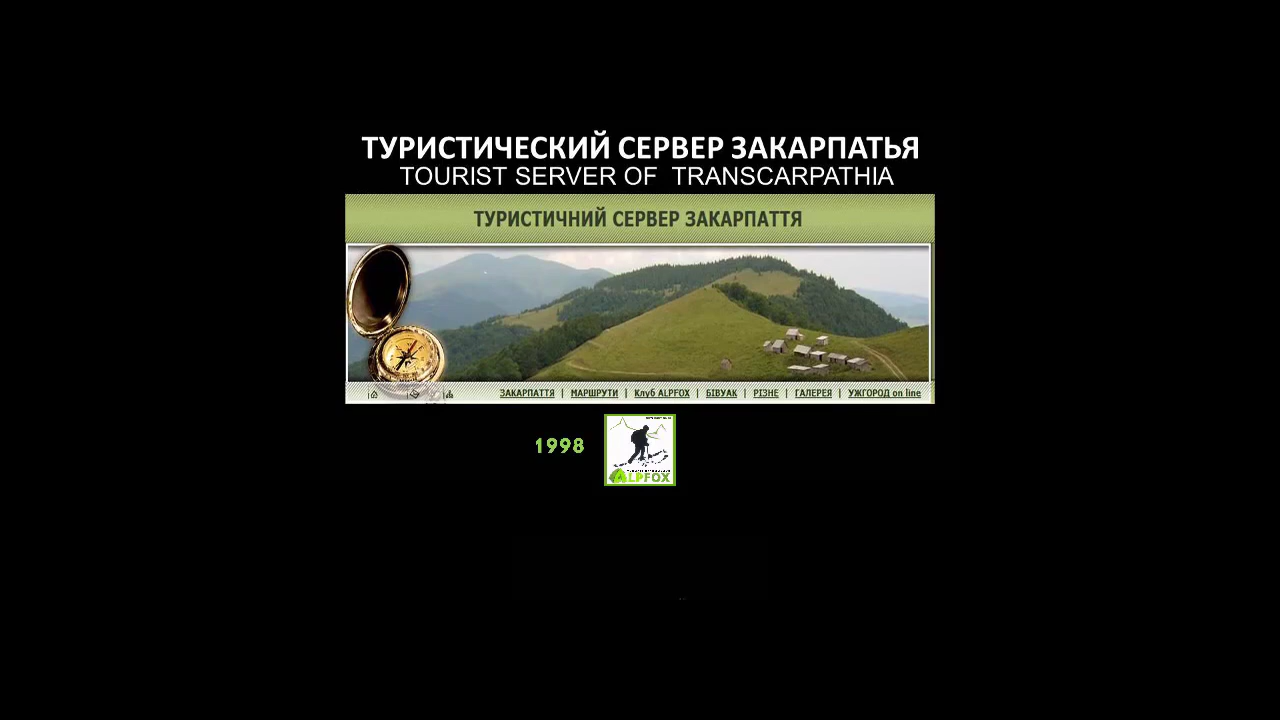 ТУРИСТИЧЕСКИЙ СЕРВЕР ЗАКАРПАТЬЯ
TOURIST SERVER OF TRANSCARPATHIA
ТУРИСТИЧНИЙ СЕРВЕР ЗАКАРПАТТЯ
ЗАКАРПАТТЯ | МАРШРУТИ | Клуб ALPFOX | БІВУАК | РІЗНЕ | ГАЛЕРЕЯ | УЖГОРОД on line
1998
ALPFOX